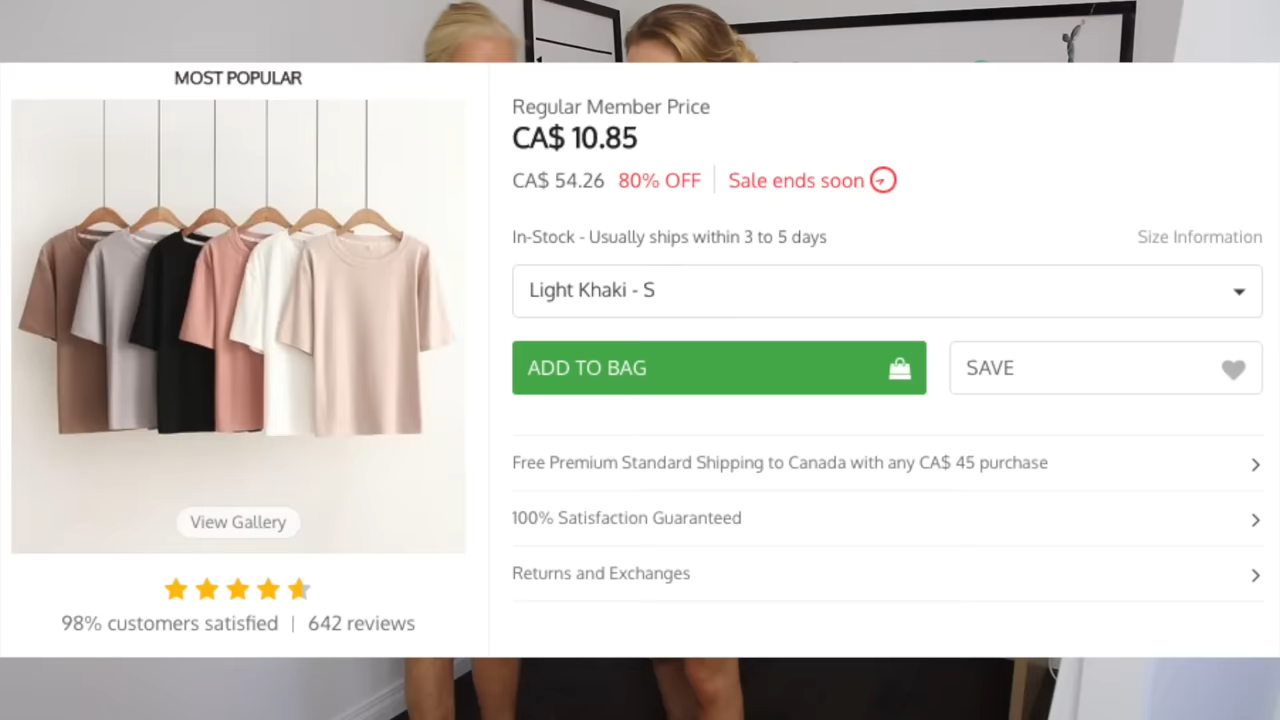 MOST POPULAR
View Gallery
98% customers satisfied | 642 reviews
Regular Member Price
CA$ 10.85
CA$ 54.26 80% OFF | Sale ends soon
In-Stock - Usually ships within 3 to 5 days
Size Information
Light Khaki - S
ADD TO BAG
SAVE
Free Premium Standard Shipping to Canada with any CA$ 45 purchase
100% Satisfaction Guaranteed
Returns and Exchanges